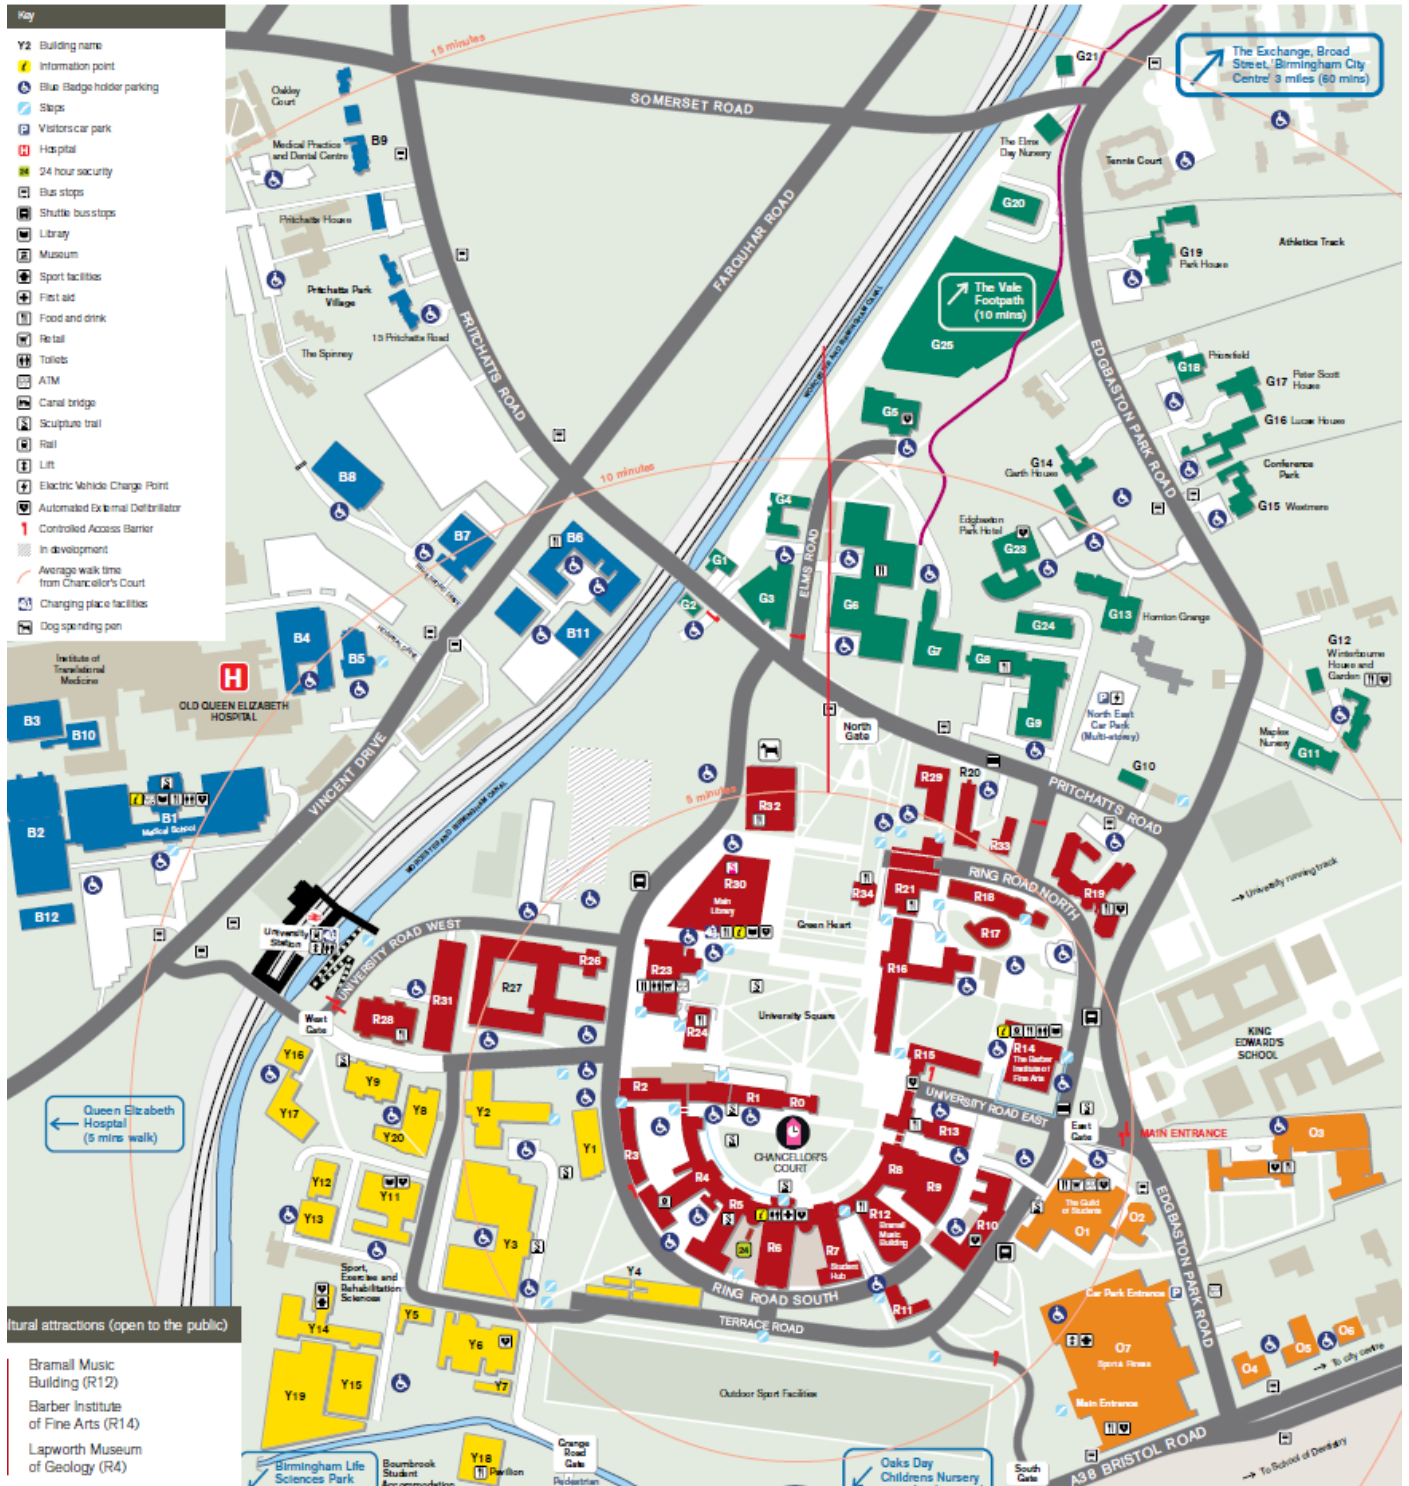 Key
Y2 Building name
Information point
Blue Badge holder parking
Steps
Visitors car park
Hospital
24 hour security
Bus stops
Shuttle bus stops
Library
Museum
Sport facilities
First aid
Food and drink
Retail
Toilets
ATM
Canal bridge
Sculpture trail
Rail
Lift
Electric Vehicle Charge Point
Automated External Defibrillator
Controlled Access Barrier
In development
Average walk time
from Chancellor's Court
Changing place facilities
Dog spending pen
15 minutes
SOMERSET ROAD
G21
The Exchange, Broad
Street, 'Birmingham City
Centre' 3 miles (60 mins)
Oakley
Court
B9
Medical Practice
and Dental Centre
The Elms
Day Nursery
Tennis Court
Pritchatts House
FARQUHAR ROAD
G20
G19
Park House
Athletics Track
Pritchatts Park
Village
13 Pritchatts Road
The Spinney
PRITCHATTS ROAD
The Vale
Footpath
(10 mins)
G25
WORCESTER AND BIRMINGHAM CANAL
EDGBASTON PARK ROAD
Priorsfield
G18
G17 Peter Scott
House
G16 Lucas House
G5
G14
Garth House
Conference
Park
G15 Westmere
10 minutes
B8
B7
B6
B11
G4
G1
G2
G3
ELMS ROAD
G6
G7
Edgbaston
Park Hotel
G23
G24
G13
Hornton Grange
G8
G9
G12
Winterbourne
House and
Garden
B4
B5
Institute of
Translational
Medicine
H
OLD QUEEN ELIZABETH
HOSPITAL
B3
B10
B2
B1
Medical School
B12
VINCENT DRIVE
North
Gate
North East
Car Park
(Multi-storey)
Maples
Nursery
G11
G10
PRITCHATTS ROAD
5 minutes
R32
R29
R20
R33
WORCESTER AND BIRMINGHAM CANAL
R30
Main
Library
R34
R21
RING ROAD NORTH
R18
R19
R17
University running track
Green Heart
University
Station
UNIVERSITY ROAD WEST
R31
R27
R26
R23
R24
R16
R28
West
Gate
University Square
R15
R14
The Barber
Institute of
Fine Arts
KING
EDWARD'S
SCHOOL
Y16
Y9
Y8
Y17
Y20
Y2
Y1
R2
R1
R0
UNIVERSITY ROAD EAST
R13
East
Gate
MAIN ENTRANCE
O3
Queen Elizabeth
Hosptal
(5 mins walk)
CHANCELLOR'S
COURT
R3
R4
R5
R6
R7
Student
Hub
R8
R9
R10
R12
Bramall
Music
Building
R11
The Guild
of Students
O1
O2
EDGBASTON PARK ROAD
Y12
Y11
Y13
Y3
24
Y4
RING ROAD SOUTH
TERRACE ROAD
Sport,
Exercise and
Rehabilitation
Sciences
Y14
Y5
Y6
Y7
Y19
Y15
Car Park Entrance
O7
Sport & Fitness
Main Entrance
O4
O5
O6
To city centre
Outdoor Sport Facilities
A38 BRISTOL ROAD
To School of Dentistry
ltural attractions (open to the public)
Bramall Music
Building (R12)
Barber Institute
of Fine Arts (R14)
Lapworth Museum
of Geology (R4)
Birmingham Life
Sciences Park
Bournbrook
Student
Accommodation
Y18
Pavilion
Grange
Road
Gate
Pedestrian
Oaks Day
Childrens Nursery
South
Gate